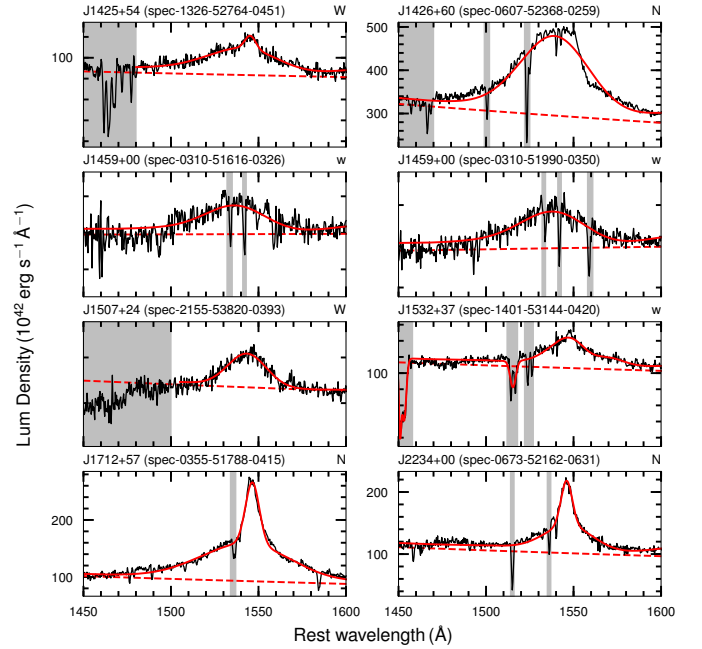 J1425+54 (spec-1326-52764-0451) W
J1426+60 (spec-0607-52368-0259) N
100
500
400
300
J1459+00 (spec-0310-51616-0326) w
J1459+00 (spec-0310-51990-0350) w
J1507+24 (spec-2155-53820-0393) W
J1532+37 (spec-1401-53144-0420) w
100
J1712+57 (spec-0355-51788-0415) N
J2234+00 (spec-0673-52162-0631) N
200
100
200
100
1450 1500 1550 1600
1450 1500 1550 1600
Lum Density (10⁴² erg s⁻¹ Å⁻¹)
Rest wavelength (Å)